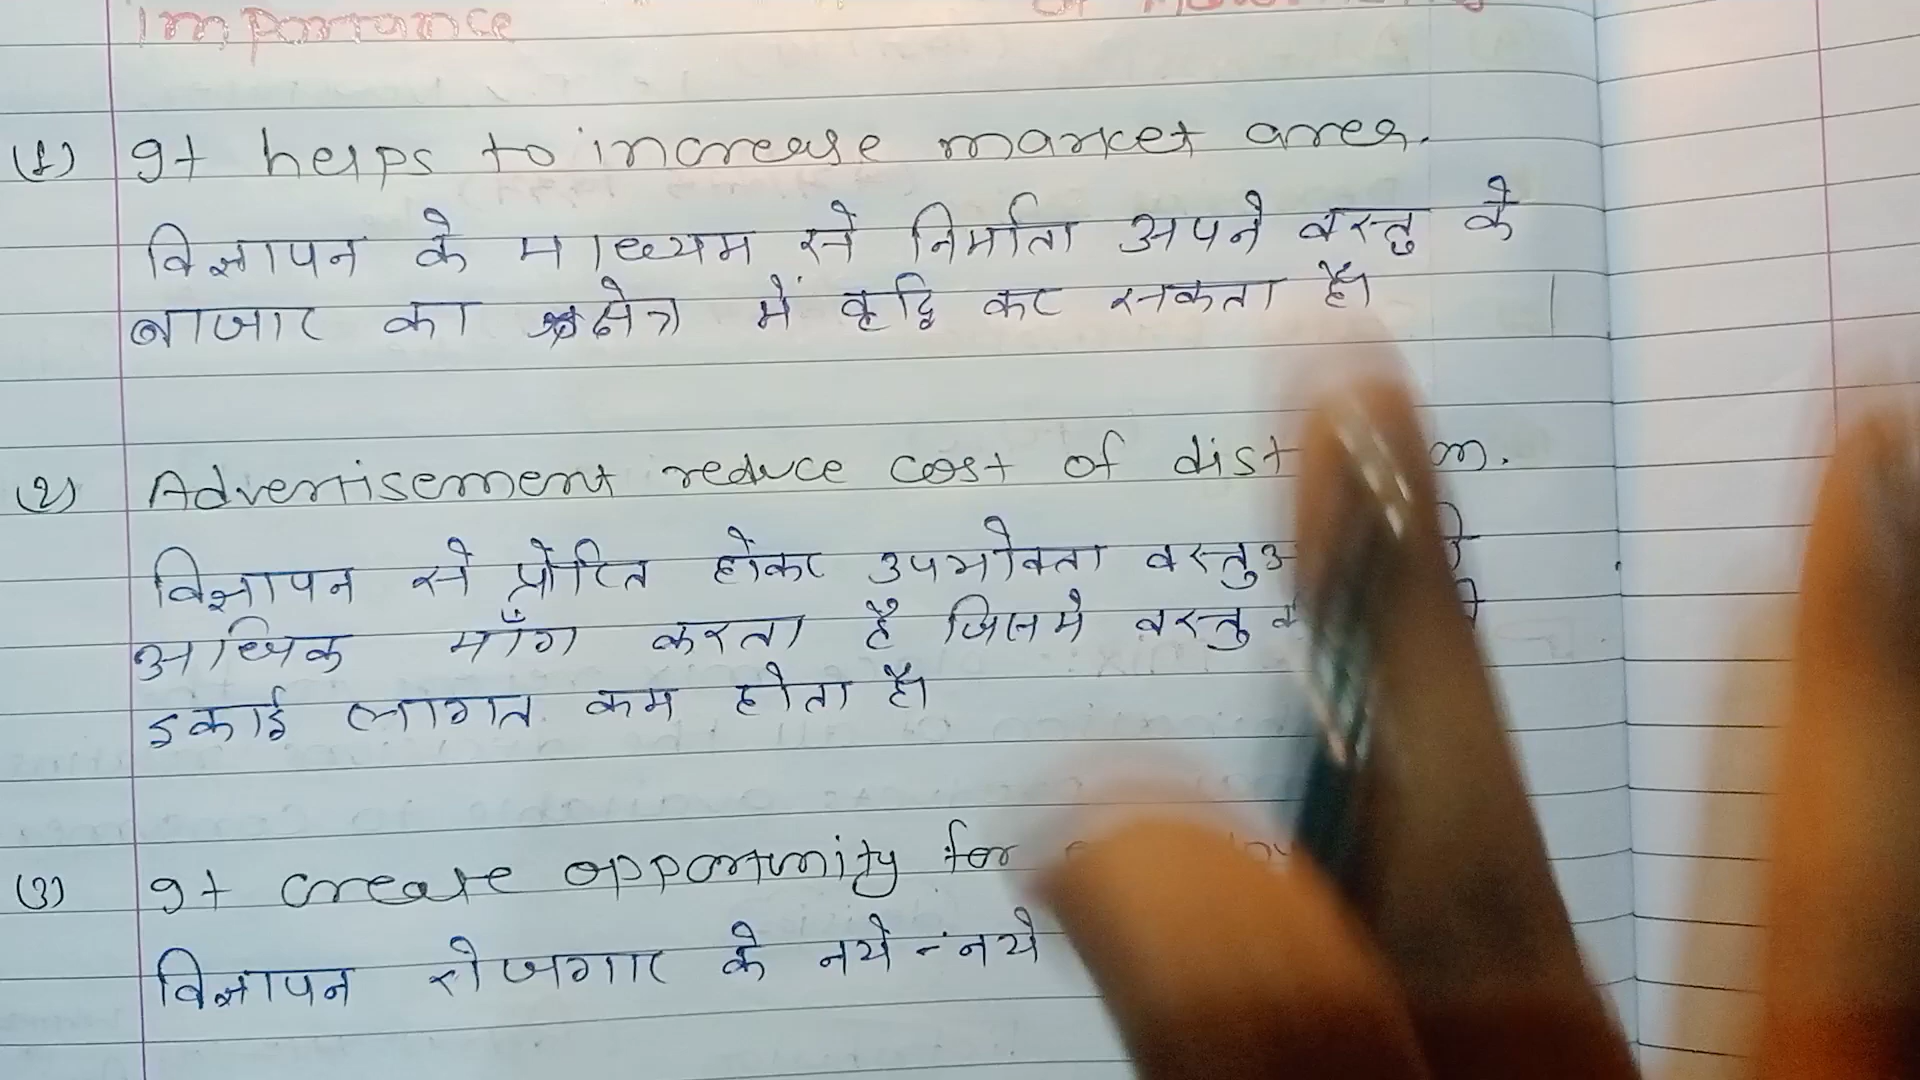 Importance of
(1) It helps to increase market area.
विज्ञापन के माध्यम से निर्माता अपने वस्तु के
बाजार का क्षेत्र में वृद्धि कर सकता है।
(2) Advertisement reduce cost of
विज्ञापन से प्रेरित होकर उपभोक्ता
अधिक माँग करता है जिसमे वस्तु
इकाई लागत कम होता है।
(3) It create opportunity for
विज्ञापन रोजगार के नये-नये